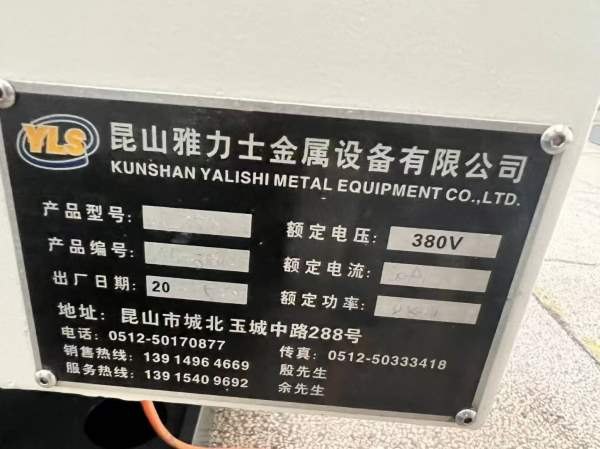 YLS 昆山雅力士金属设备有限公司
KUNSHAN YALISHI METAL EQUIPMENT CO.,LTD.
产品型号: 额定电压: 380V
产品编号: 额定电流:
出厂日期: 20 额定功率:
地址: 昆山市城北玉城中路288号
电话: 0512-50170877 传真: 0512-50333418
销售热线: 139 1496 4669 殷先生
服务热线: 139 1540 9692 余先生